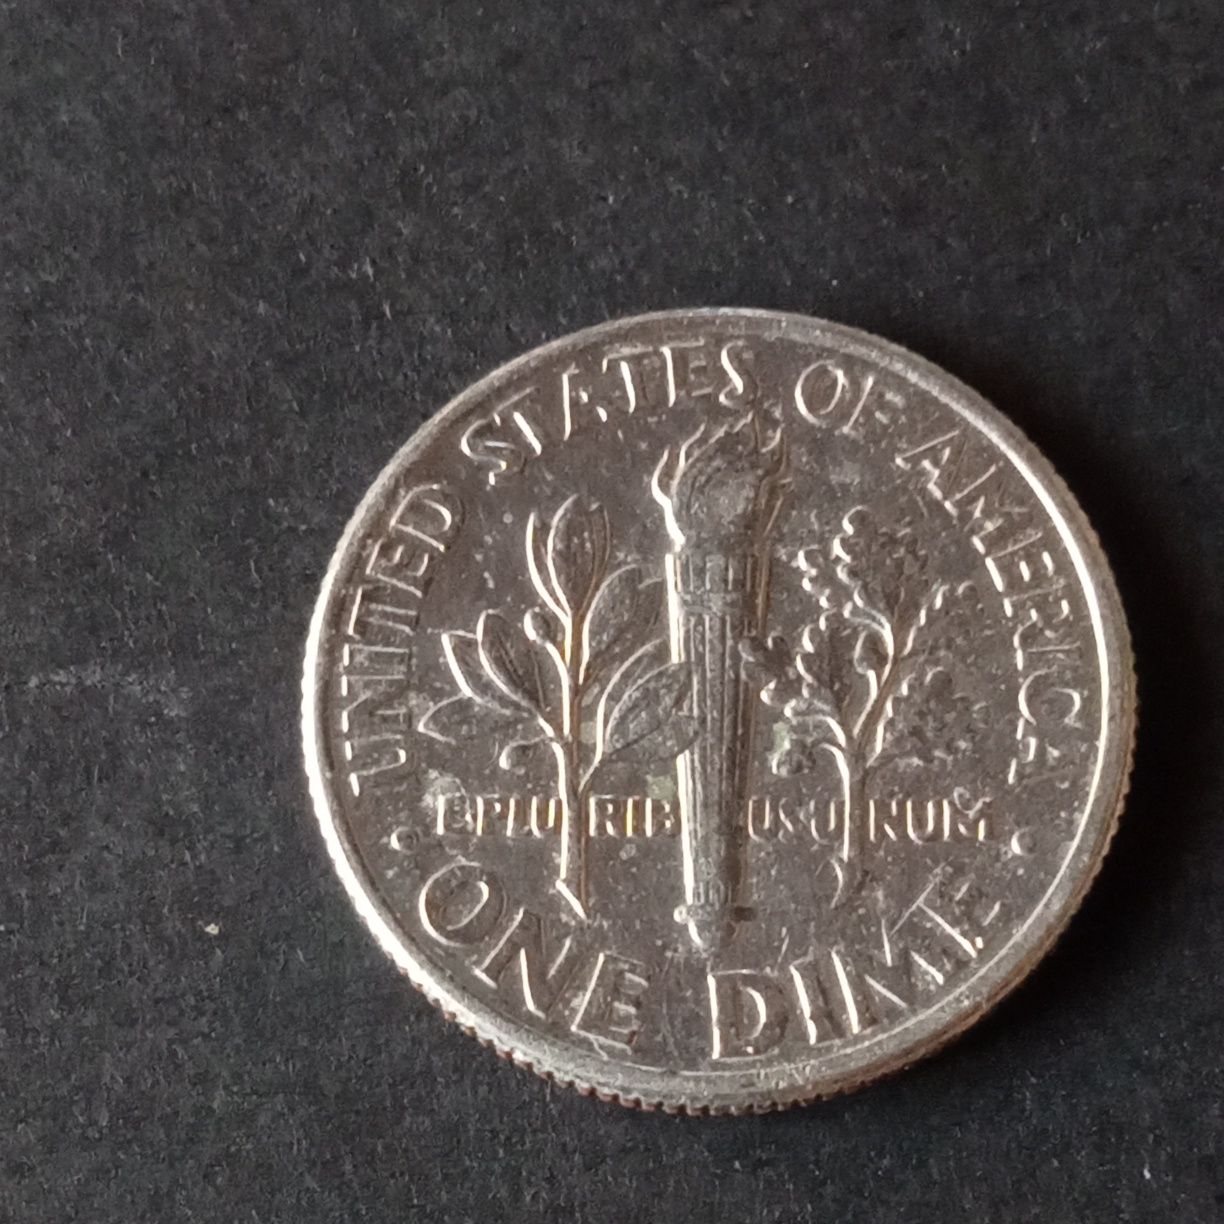 UNITED STATES OF AMERICA
E PLURIBUS UNUM
ONE DIME